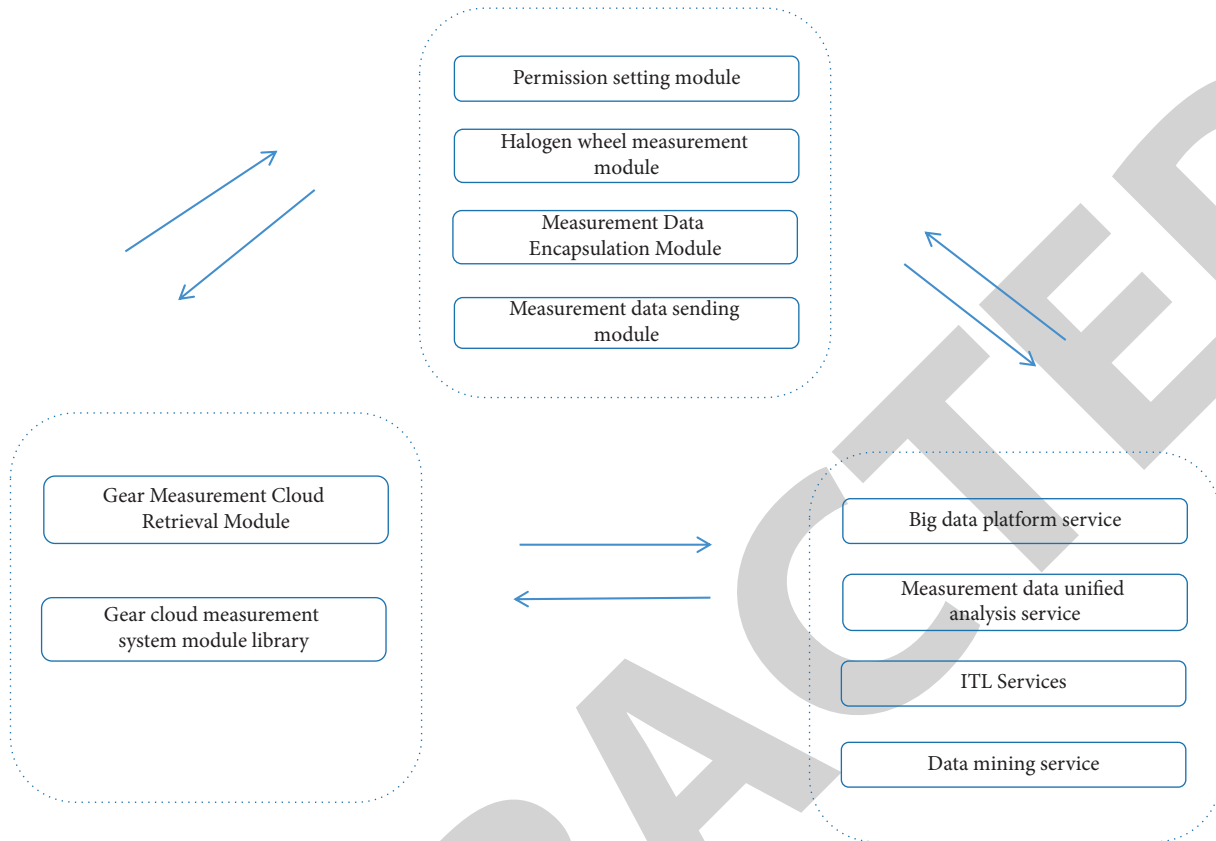 Permission setting module
Halogen wheel measurement
module
Measurement Data
Encapsulation Module
Measurement data sending
module
Gear Measurement Cloud
Retrieval Module
Gear cloud measurement
system module library
Big data platform service
Measurement data unified
analysis service
ITL Services
Data mining service
RACTED